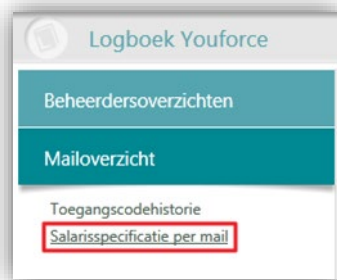 Logboek Youforce
Beheerdersoverzichten
Mailoverzicht
Toegangscodehistorie
Salarisspecificatie per mail